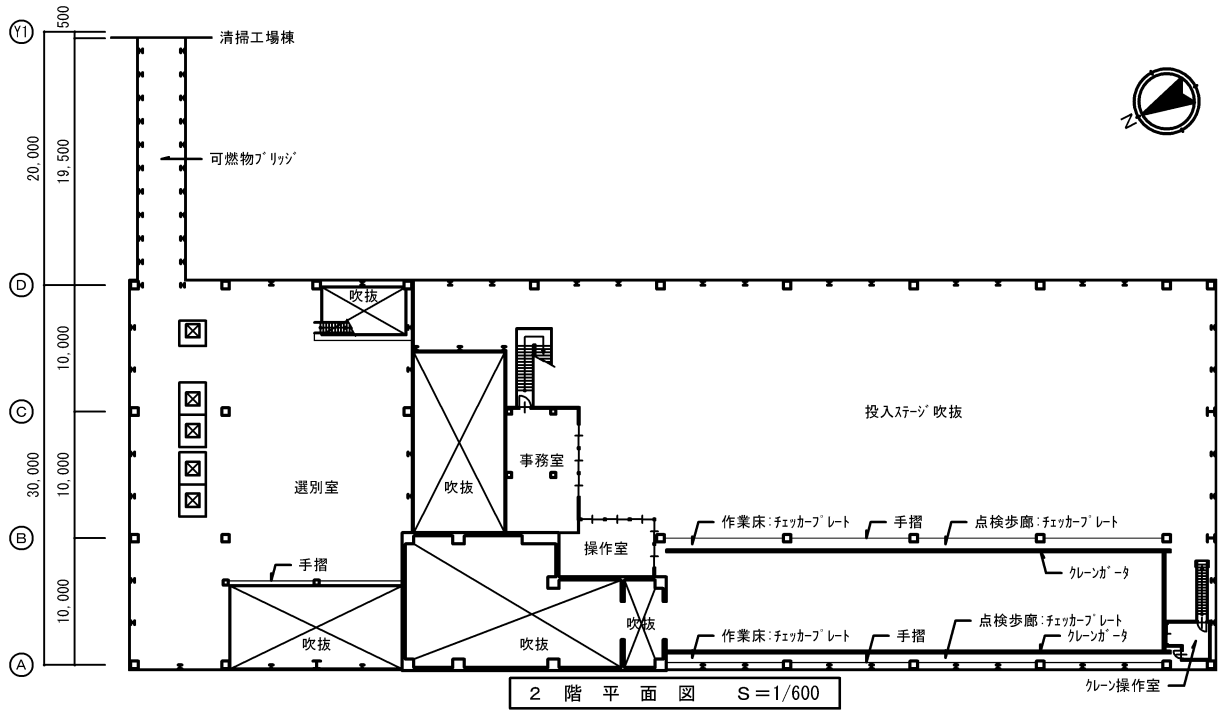 Y1
500
清掃工場棟
20,000
19,500
可燃物ブリッジ
N
D
吹抜
10,000
C
投入ステージ吹抜
事務室
30,000
10,000
選別室
吹抜
作業床：チェッカープレート
手摺
点検歩廊：チェッカープレート
B
操作室
手摺
クレーンガータ
10,000
点検歩廊：チェッカープレート
吹抜
吹抜
吹抜
作業床：チェッカープレート
手摺
クレーンガータ
A
クレーン操作室
2 階 平 面 図 S＝1/600